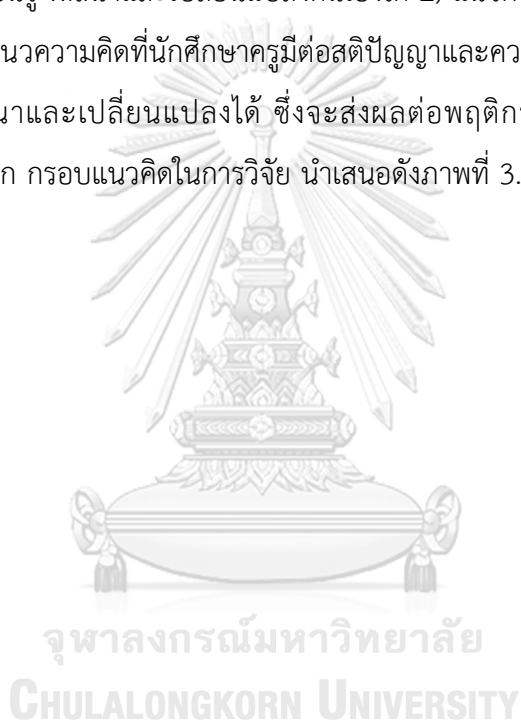 2)
นวความคิดที่นักศึกษาครูมีต่อสติปัญญาและคว
นาและเปลี่ยนแปลงได้ ซึ่งจะส่งผลต่อพฤติก
ก กรอบแนวคิดในการวิจัย นำเสนอดังภาพที่ 3.
จุฬาลงกรณ์มหาวิทยาลัย
CHULALONGKORN UNIVERSITY